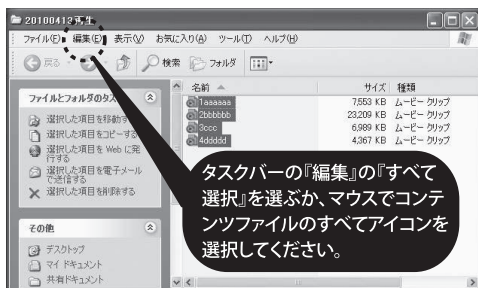 20100413再生
ファイル(F) 編集(E) 表示(V) お気に入り(A) ツール(T) ヘルプ(H)
戻る 検索 フォルダ
ファイルとフォルダのタス
選択した項目を移動す
選択した項目をコピーする
選択した項目を Web に発
行する
選択した項目を電子メール
で送信する
選択した項目を削除する
その他
デスクトップ
マイ ドキュメント
共有ドキュメント
名前 サイズ 種類
1aaaaaa 7,553 KB ムービー クリップ
2bbbbbb 23,209 KB ムービー クリップ
3ccc 6,989 KB ムービー クリップ
4ddddd 4,367 KB ムービー クリップ
タスクバーの『編集』の『すべて
選択』を選ぶか、マウスでコンテ
ンツファイルのすべてアイコンを
選択してください。